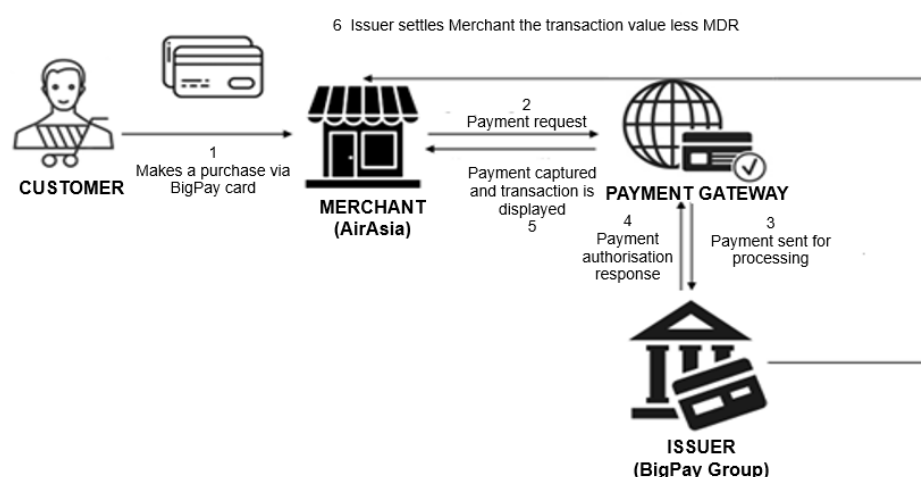 6 Issuer settles Merchant the transaction value less MDR
CUSTOMER
1
Makes a purchase via
BigPay card
MERCHANT
(AirAsia)
2
Payment request
Payment captured
and transaction is
displayed
5
PAYMENT GATEWAY
4
Payment
authorisation
response
3
Payment sent for
processing
ISSUER
(BigPay Group)